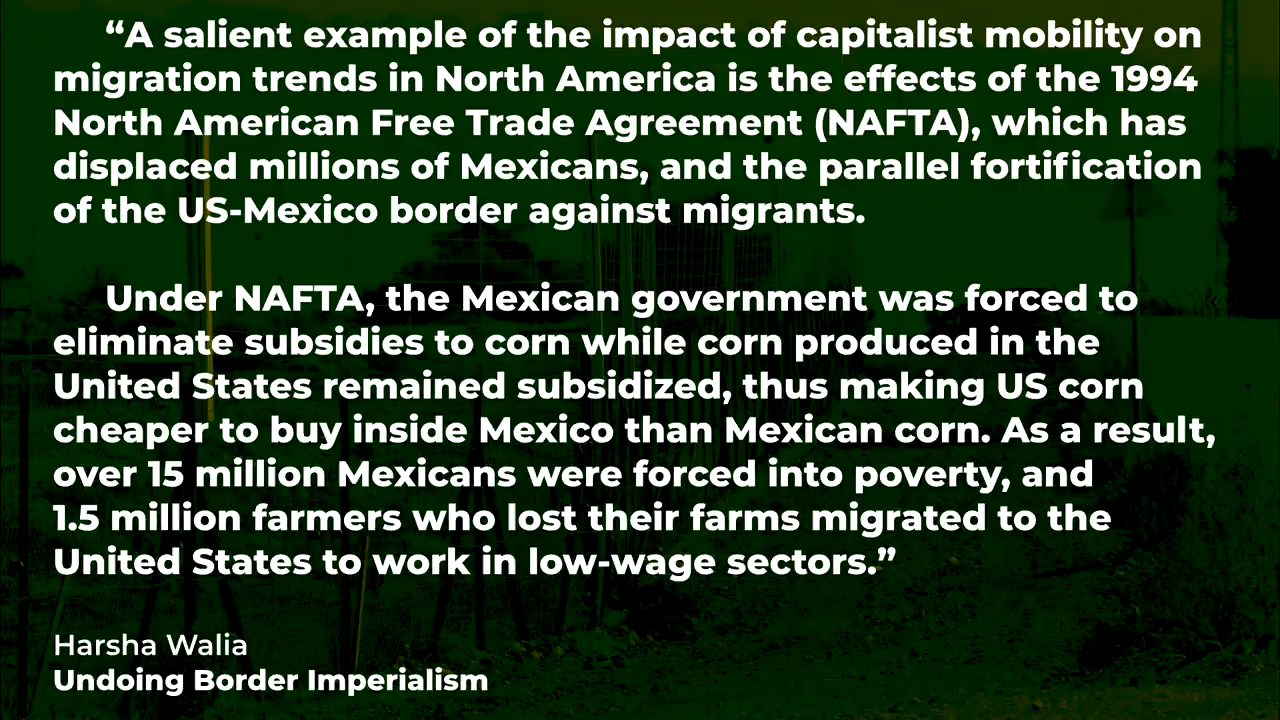 “A salient example of the impact of capitalist mobility on
migration trends in North America is the effects of the 1994
North American Free Trade Agreement (NAFTA), which has
displaced millions of Mexicans, and the parallel fortification
of the US-Mexico border against migrants.
Under NAFTA, the Mexican government was forced to
eliminate subsidies to corn while corn produced in the
United States remained subsidized, thus making US corn
cheaper to buy inside Mexico than Mexican corn. As a result,
over 15 million Mexicans were forced into poverty, and
1.5 million farmers who lost their farms migrated to the
United States to work in low-wage sectors.”
Harsha Walia
Undoing Border Imperialism